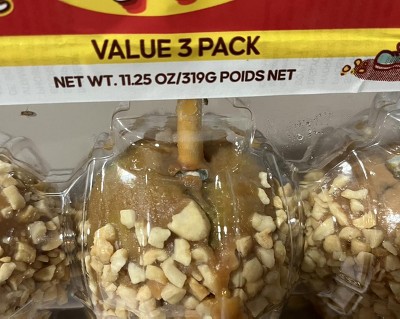 VALUE 3 PACK
NET WT. 11.25 OZ/319G POIDS NET